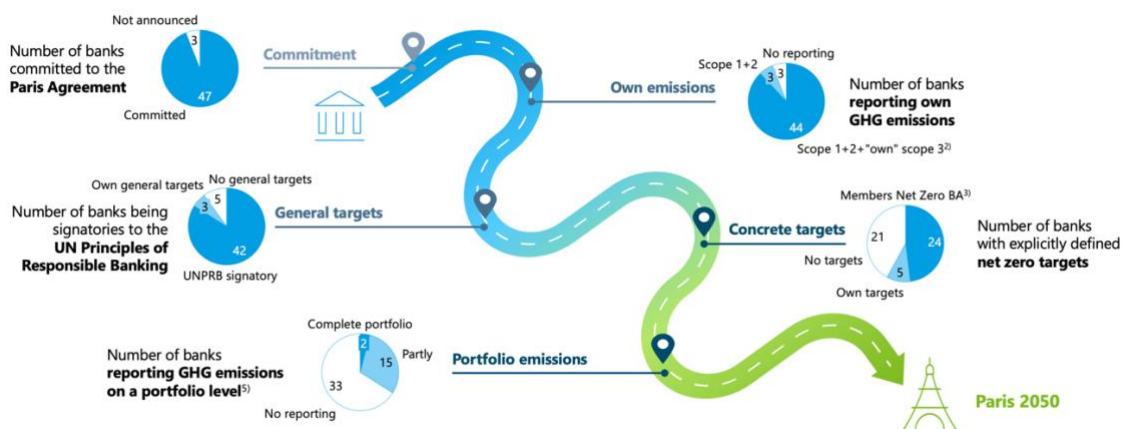 Not announced
3
Number of banks
committed to the
Paris Agreement
47
Committed
Commitment
Own emissions
No reporting
Scope 1+2
3
3
44
Scope 1+2+"own" scope 3²⁾
Number of banks
reporting own
GHG emissions
Own general targets
No general targets
3
5
Number of banks being
signatories to the
UN Principles of
Responsible Banking
42
UNPRB signatory
General targets
Concrete targets
Members Net Zero BA³⁾
21
24
No targets
5
Own targets
Number of banks
with explicitly defined
net zero targets
Complete portfolio
2
15
Partly
33
No reporting
Number of banks
reporting GHG emissions
on a portfolio level⁵⁾
Portfolio emissions
Paris 2050